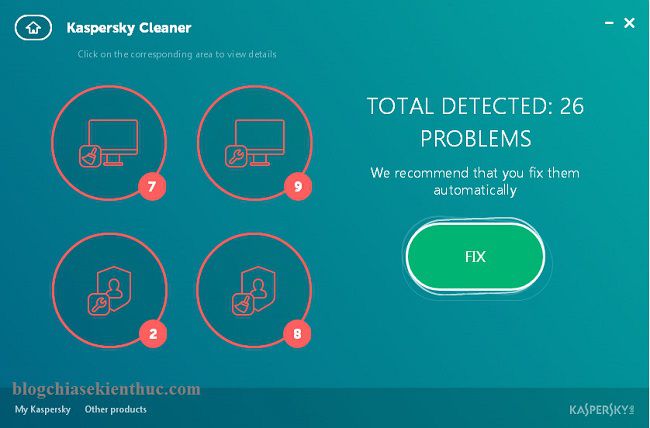 Kaspersky Cleaner
Click on the corresponding area to view details
7
9
2
8
TOTAL DETECTED: 26
PROBLEMS
We recommend that you fix them
automatically
FIX
blogchiasekienthuc.com
My Kaspersky Other products
KASPERSKY